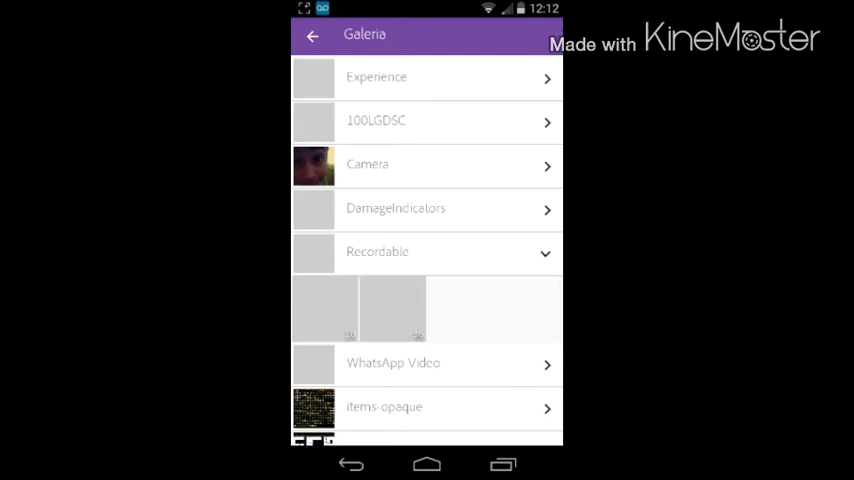 12:12
Galeria
Made with KineMaster
Experience
100LGDSC
Camera
DamageIndicators
Recordable
WhatsApp Video
items-opaque